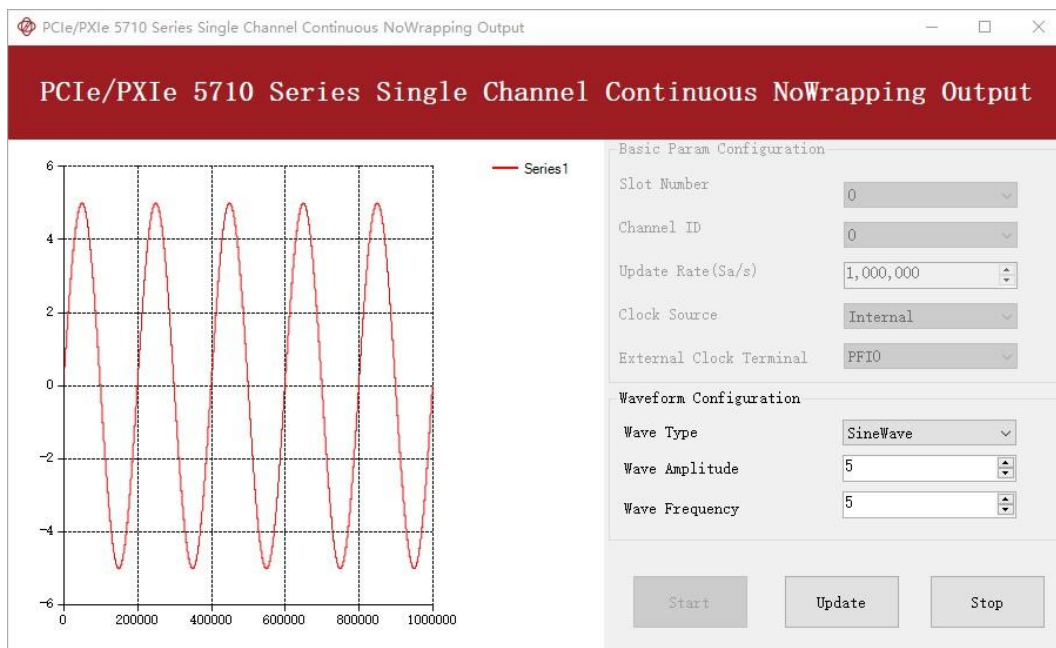 PCIe/PXIe 5710 Series Single Channel Continuous NoWrapping Output
PCIe/PXIe 5710 Series Single Channel Continuous NoWrapping Output
6
4
2
0
-2
-4
-6
0 200000 400000 600000 800000 1000000
Series1
Basic Param Configuration
Slot Number 0
Channel ID 0
Update Rate(Sa/s) 1,000,000
Clock Source Internal
External Clock Terminal PFI0
Waveform Configuration
Wave Type SineWave
Wave Amplitude 5
Wave Frequency 5
Start Update Stop